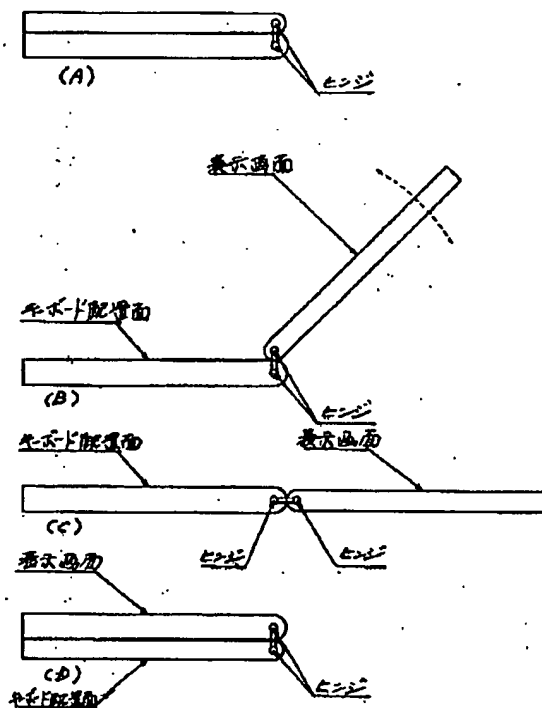 (A)
ヒンジ
表示画面
キーボード配置面
(B)
ヒンジ
キーボード配置面
表示画面
(C)
ヒンジ
ヒンジ
表示画面
(D)
キーボード配置面
ヒンジ